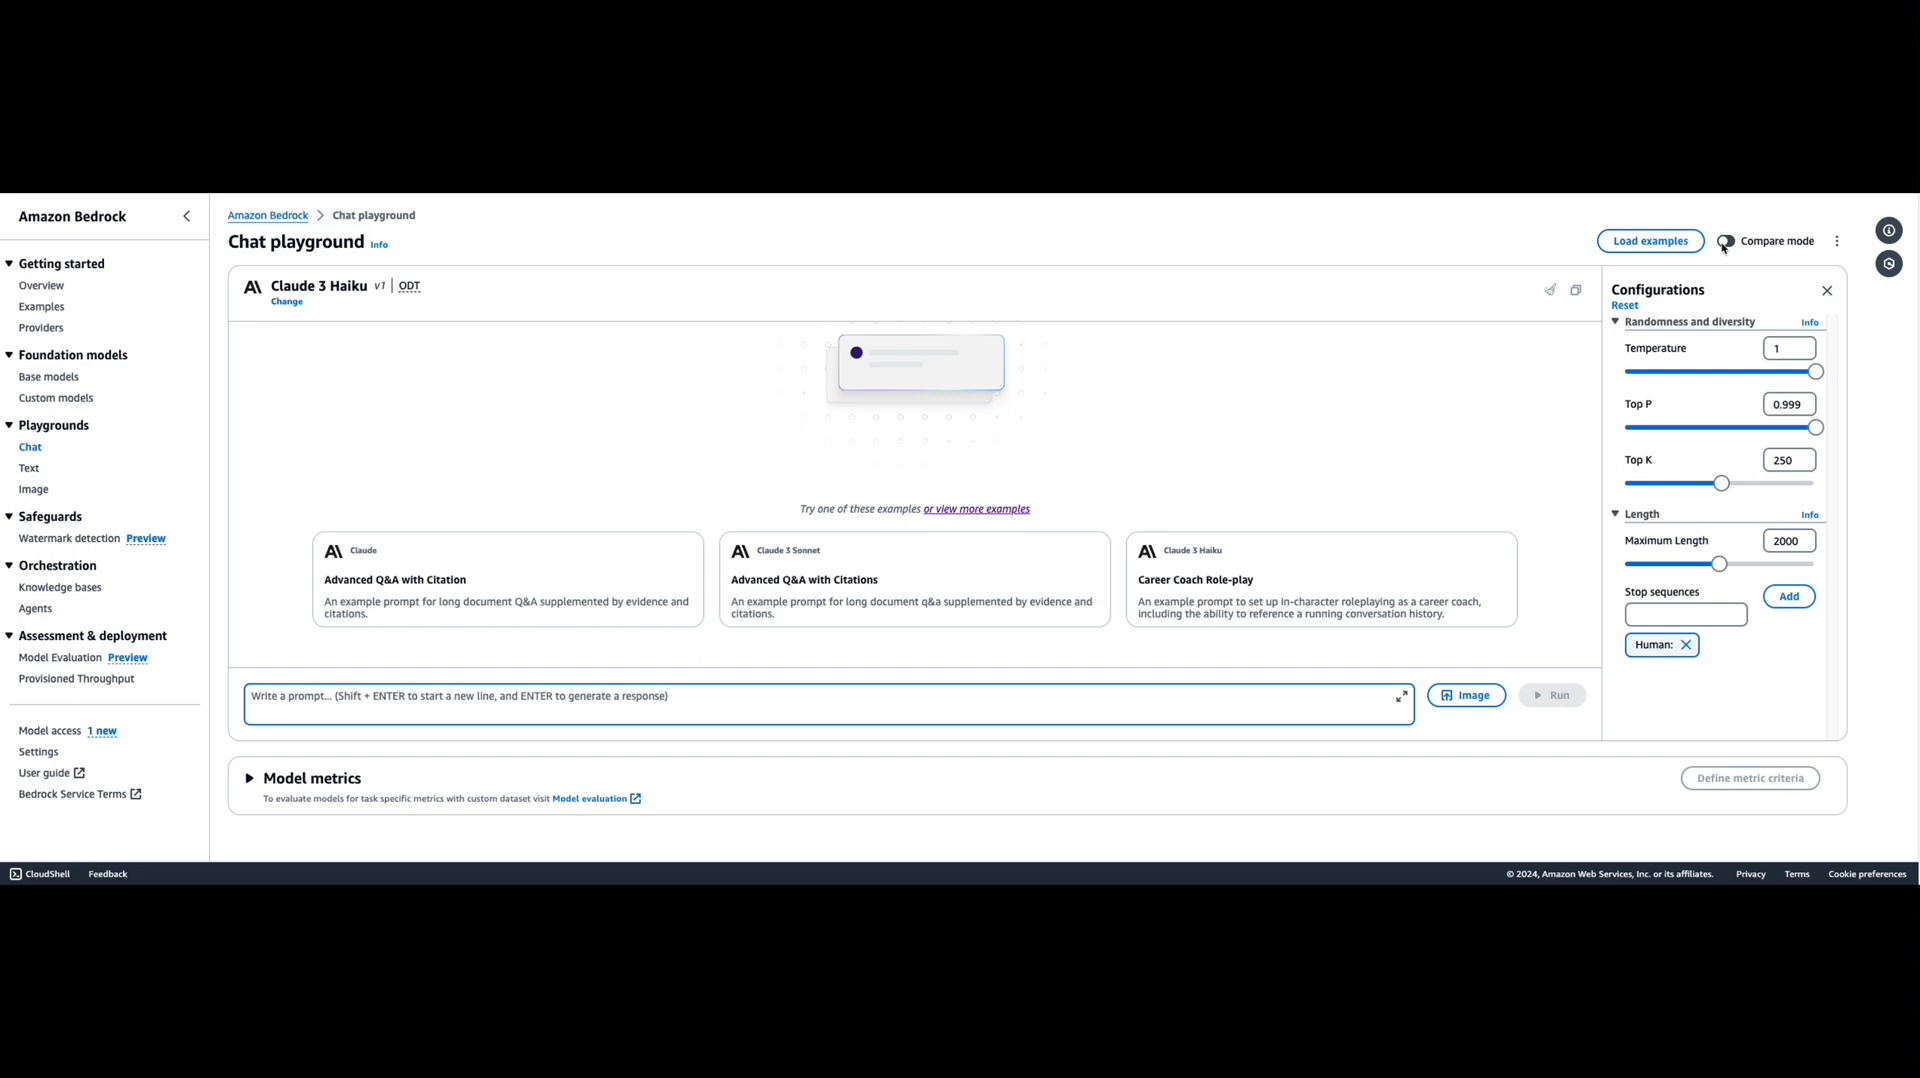 Amazon Bedrock
Getting started
Overview
Examples
Providers
Foundation models
Base models
Custom models
Playgrounds
Chat
Text
Image
Safeguards
Watermark detection Preview
Orchestration
Knowledge bases
Agents
Assessment & deployment
Model Evaluation Preview
Provisioned Throughput
Model access 1 new
Settings
User guide
Bedrock Service Terms
Amazon Bedrock > Chat playground
Chat playground Info
Load examples
Compare mode
Claude 3 Haiku v1 | ODT
Change
Try one of these examples or view more examples
Claude
Advanced Q&A with Citation
An example prompt for long document Q&A supplemented by evidence and
citations.
Claude 3 Sonnet
Advanced Q&A with Citations
An example prompt for long document q&a supplemented by evidence and
citations.
Claude 3 Haiku
Career Coach Role-play
An example prompt to set up in-character roleplaying as a career coach,
including the ability to reference a running conversation history.
Write a prompt... (Shift + ENTER to start a new line, and ENTER to generate a response)
Image
Run
Configurations
Reset
Randomness and diversity Info
Temperature 1
Top P 0.999
Top K 250
Length Info
Maximum Length 2000
Stop sequences
Add
Human:
Model metrics
To evaluate models for task specific metrics with custom dataset visit Model evaluation
Define metric criteria
CloudShell Feedback
© 2024, Amazon Web Services, Inc. or its affiliates. Privacy Terms Cookie preferences